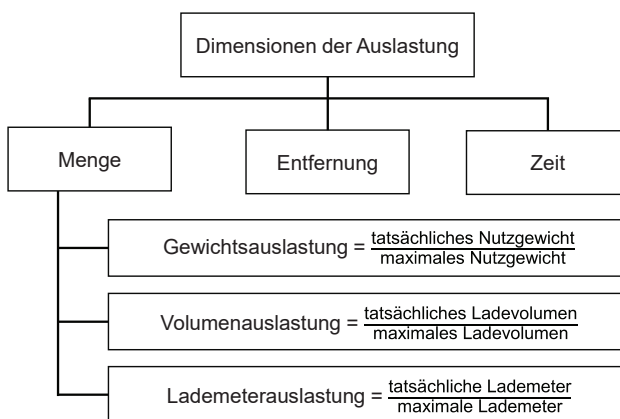 Dimensionen der Auslastung
Menge
Entfernung
Zeit
Gewichtsauslastung = tatsächliches Nutzgewicht
maximales Nutzgewicht
Volumenauslastung = tatsächliches Ladevolumen
maximales Ladevolumen
Lademeterauslastung = tatsächliche Lademeter
maximale Lademeter